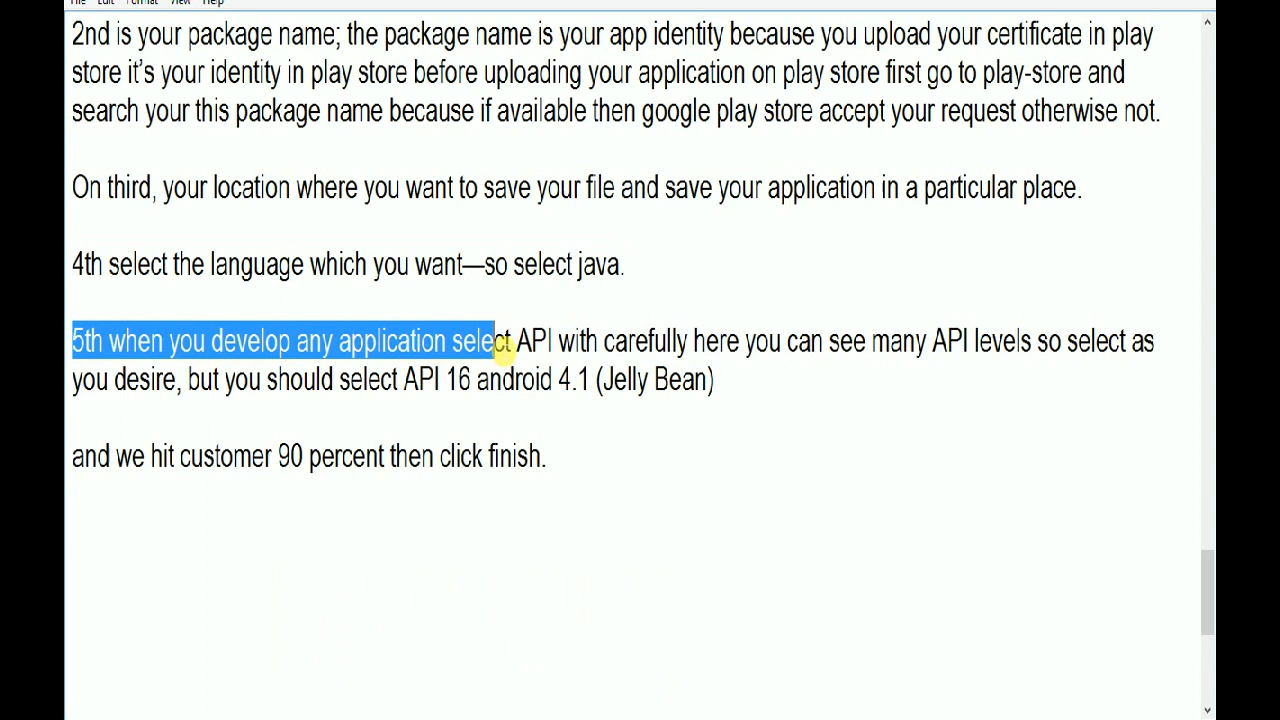 File Edit Format View Help
2nd is your package name; the package name is your app identity because you upload your certificate in play
store it’s your identity in play store before uploading your application on play store first go to play-store and
search your this package name because if available then google play store accept your request otherwise not.
On third, your location where you want to save your file and save your application in a particular place.
4th select the language which you want—so select java.
5th when you develop any application select API with carefully here you can see many API levels so select as
you desire, but you should select API 16 android 4.1 (Jelly Bean)
and we hit customer 90 percent then click finish.